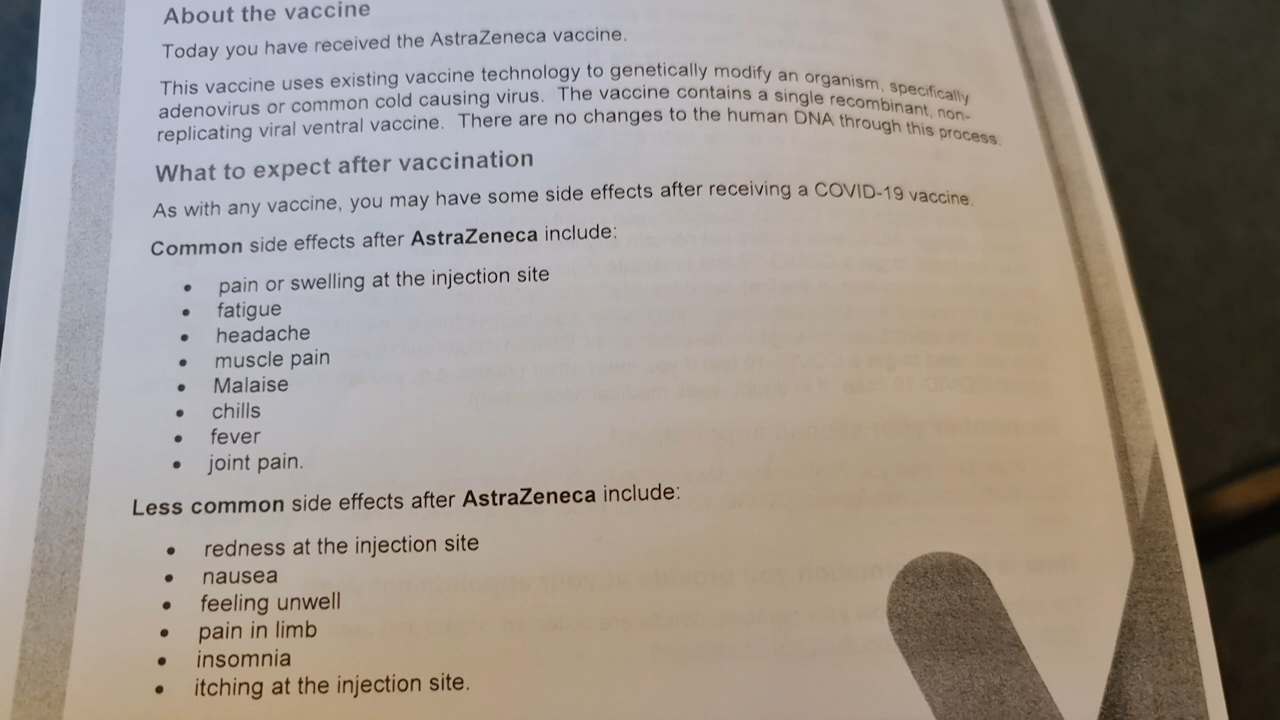 About the vaccine
Today you have received the AstraZeneca vaccine.
This vaccine uses existing vaccine technology to genetically modify an organism, specifically
adenovirus or common cold causing virus. The vaccine contains a single recombinant, non-
replicating viral ventral vaccine. There are no changes to the human DNA through this process.
What to expect after vaccination
As with any vaccine, you may have some side effects after receiving a COVID-19 vaccine.
Common side effects after AstraZeneca include:
• pain or swelling at the injection site
• fatigue
• headache
• muscle pain
• Malaise
• chills
• fever
• joint pain.
Less common side effects after AstraZeneca include:
• redness at the injection site
• nausea
• feeling unwell
• pain in limb
• insomnia
• itching at the injection site.